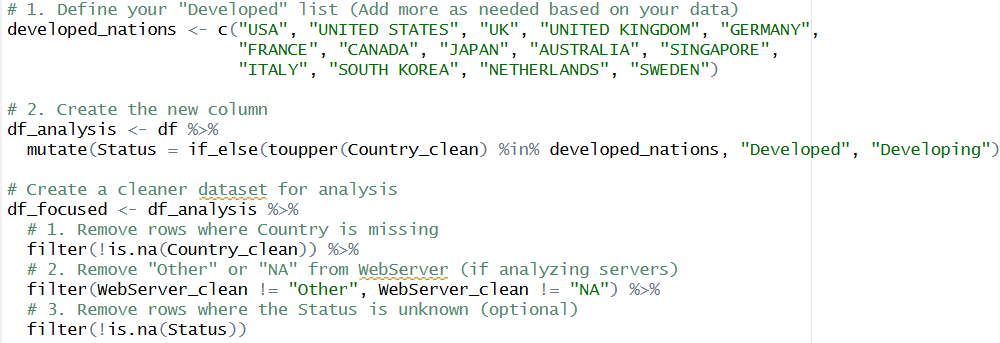 # 1. Define your "Developed" list (Add more as needed based on your data)
developed_nations <- c("USA", "UNITED STATES", "UK", "UNITED KINGDOM", "GERMANY",
                       "FRANCE", "CANADA", "JAPAN", "AUSTRALIA", "SINGAPORE",
                       "ITALY", "SOUTH KOREA", "NETHERLANDS", "SWEDEN")

# 2. Create the new column
df_analysis <- df %>%
  mutate(Status = if_else(toupper(Country_clean) %in% developed_nations, "Developed", "Developing")

# Create a cleaner dataset for analysis
df_focused <- df_analysis %>%
  # 1. Remove rows where Country is missing
  filter(!is.na(Country_clean)) %>%
  # 2. Remove "Other" or "NA" from WebServer (if analyzing servers)
  filter(WebServer_clean != "Other", WebServer_clean != "NA") %>%
  # 3. Remove rows where the Status is unknown (optional)
  filter(!is.na(Status))